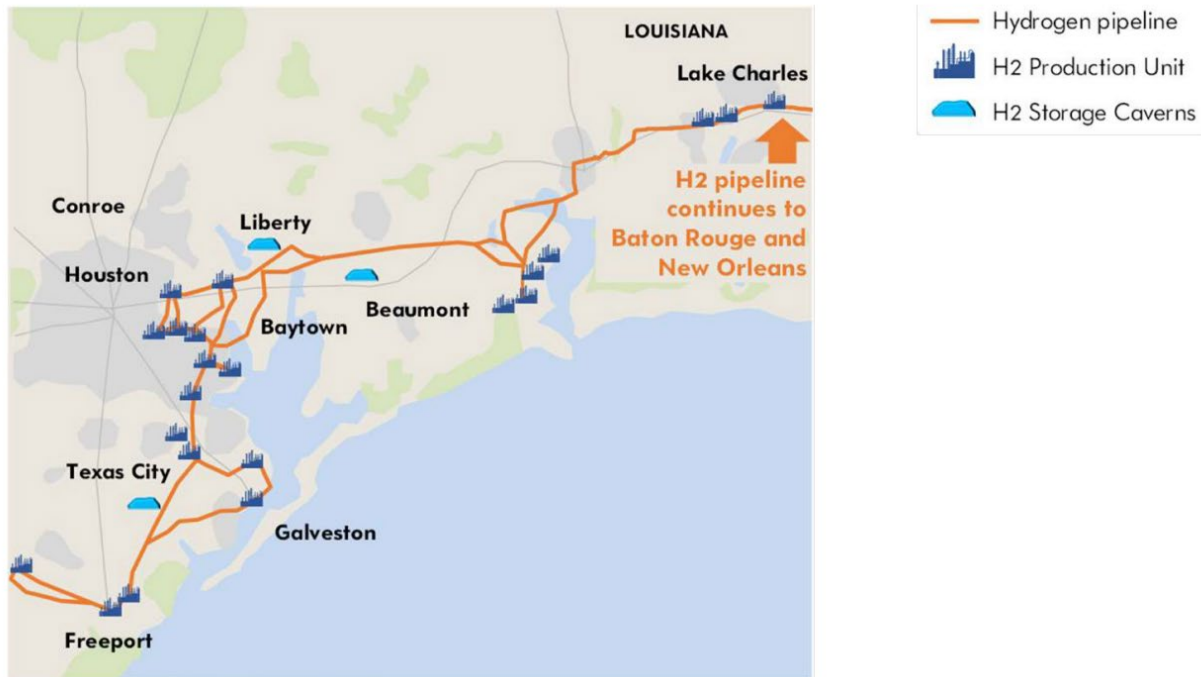 LOUISIANA
Lake Charles
Hydrogen pipeline
H2 Production Unit
H2 Storage Caverns
H2 pipeline
continues to
Baton Rouge and
New Orleans
Conroe
Liberty
Houston
Beaumont
Baytown
Texas City
Galveston
Freeport